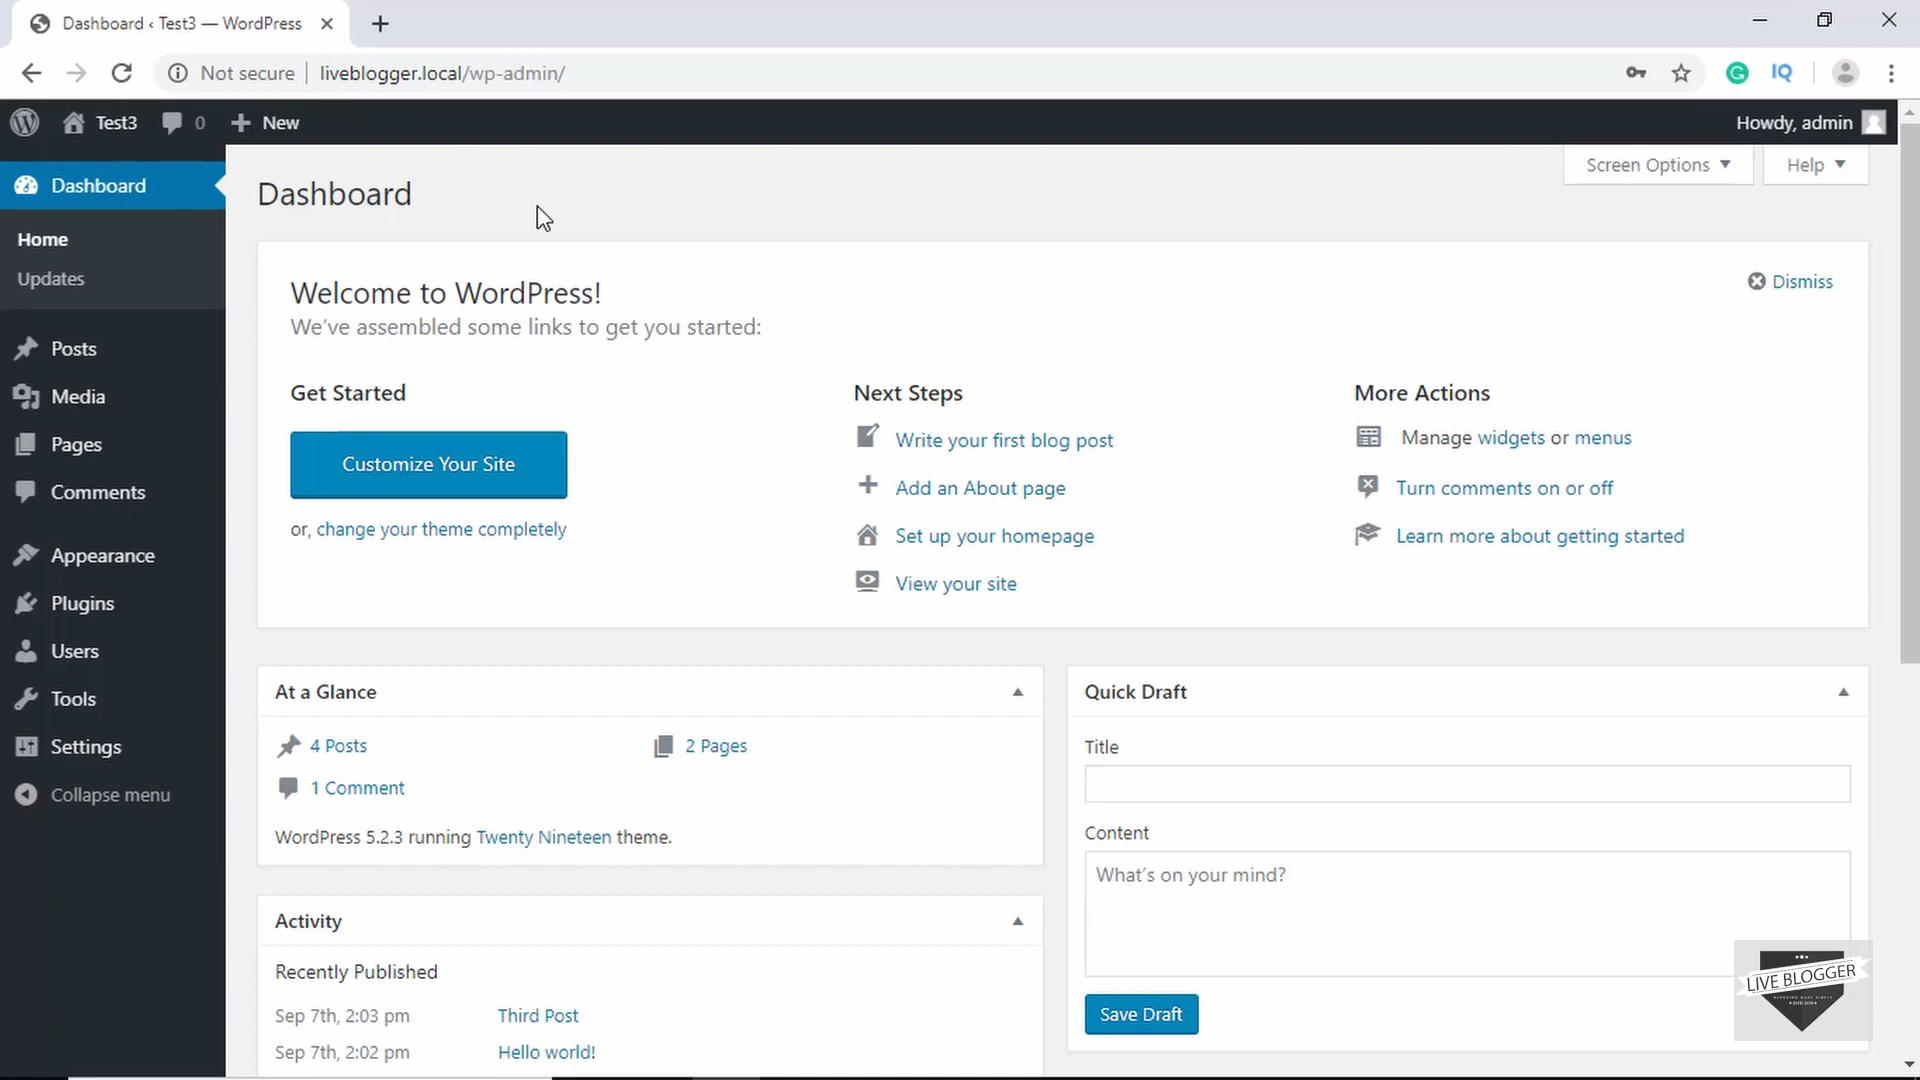 Dashboard ‹ Test3 — WordPress
Not secure
liveblogger.local/wp-admin/
IQ
Test3
0
New
Howdy, admin
Dashboard
Home
Updates
Posts
Media
Pages
Comments
Appearance
Plugins
Users
Tools
Settings
Collapse menu
Screen Options
Help
Dashboard
Welcome to WordPress!
We’ve assembled some links to get you started:
Dismiss
Get Started
Customize Your Site
or, change your theme completely
Next Steps
Write your first blog post
Add an About page
Set up your homepage
View your site
More Actions
Manage widgets or menus
Turn comments on or off
Learn more about getting started
At a Glance
4 Posts
2 Pages
1 Comment
WordPress 5.2.3 running Twenty Nineteen theme.
Activity
Recently Published
Sep 7th, 2:03 pm Third Post
Sep 7th, 2:02 pm Hello world!
Quick Draft
Title
Content
What’s on your mind?
Save Draft
LIVE BLOGGER